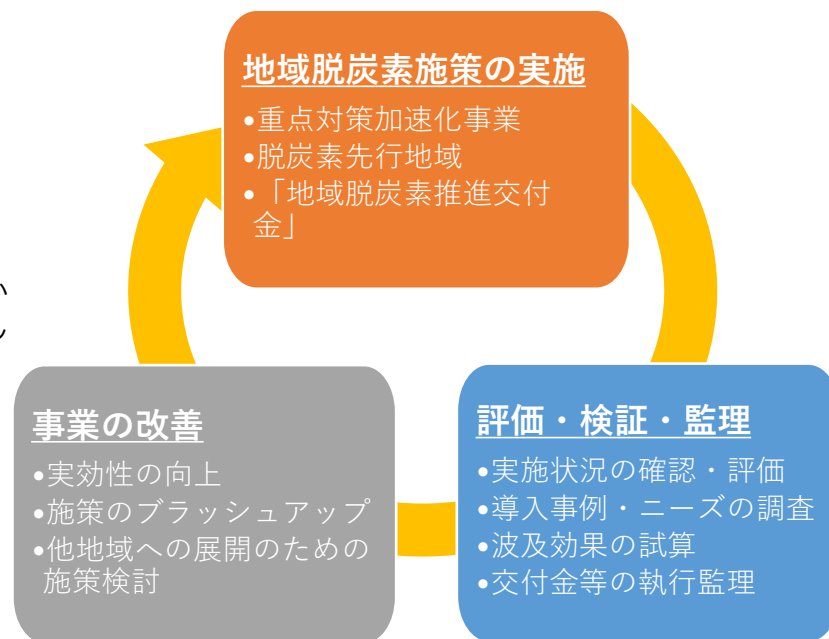 地域脱炭素施策の実施
•重点対策加速化事業
•脱炭素先行地域
•「地域脱炭素推進交付
金」
事業の改善
•実効性の向上
•施策のブラッシュアップ
•他地域への展開のための
施策検討
評価・検証・監理
•実施状況の確認・評価
•導入事例・ニーズの調査
•波及効果の試算
•交付金等の執行監理